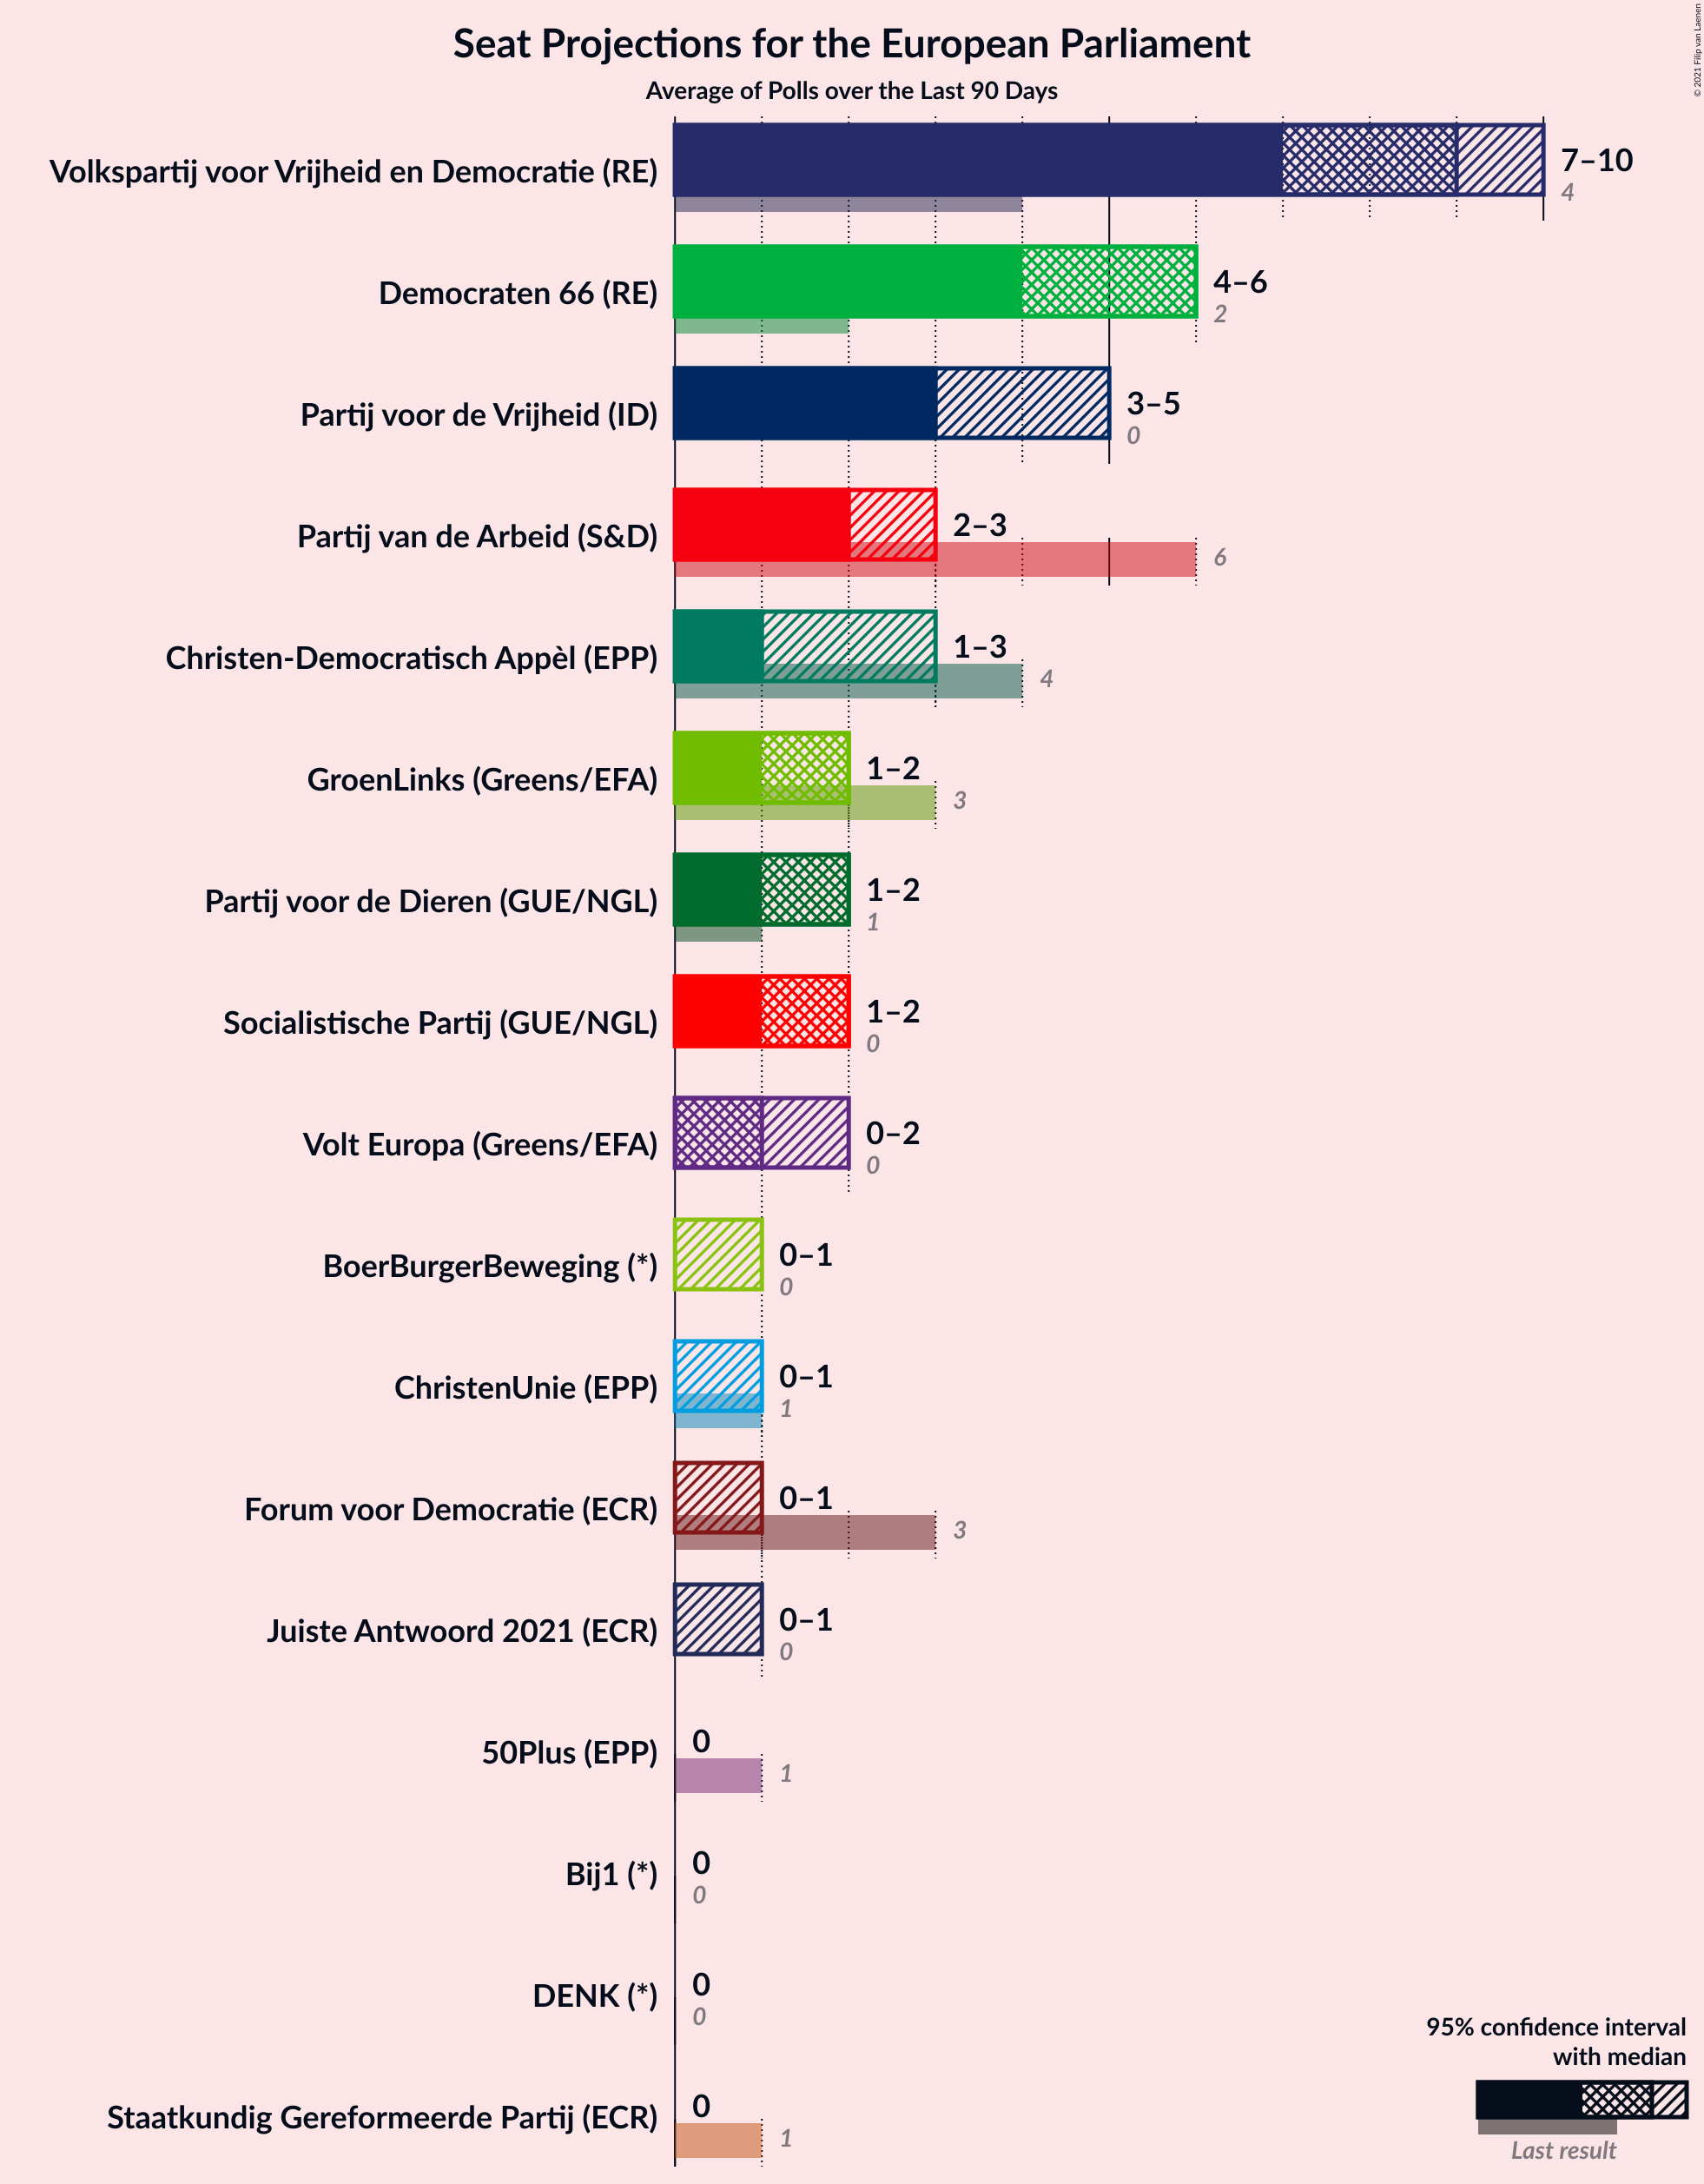 Seat Projections for the European Parliament
Average of Polls over the Last 90 Days
© 2021 Filip van Laenen
Volkspartij voor Vrijheid en Democratie (RE)
7–10
4
Democraten 66 (RE)
4–6
2
Partij voor de Vrijheid (ID)
3–5
0
Partij van de Arbeid (S&D)
2–3
6
Christen-Democratisch Appèl (EPP)
1–3
4
GroenLinks (Greens/EFA)
1–2
3
Partij voor de Dieren (GUE/NGL)
1–2
1
Socialistische Partij (GUE/NGL)
1–2
0
Volt Europa (Greens/EFA)
0–2
0
BoerBurgerBeweging (*)
0–1
0
ChristenUnie (EPP)
0–1
1
Forum voor Democratie (ECR)
0–1
3
Juiste Antwoord 2021 (ECR)
0–1
0
50Plus (EPP)
0
1
Bij1 (*)
0
0
DENK (*)
0
0
Staatkundig Gereformeerde Partij (ECR)
0
1
95% confidence interval
with median
Last result